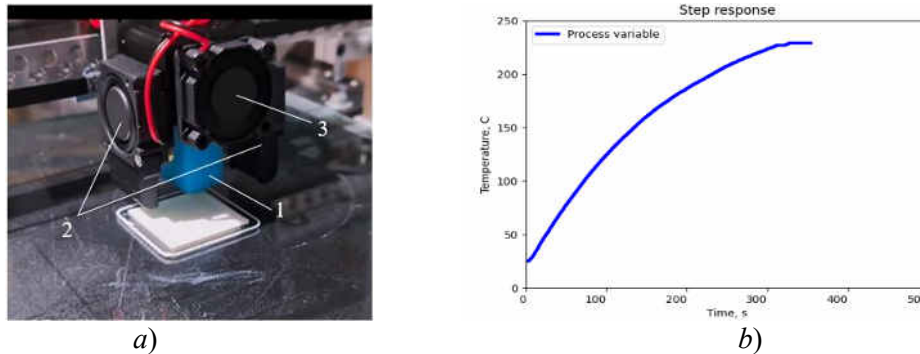 3
1
2
a)
Step response
Process variable
Temperature, C
250
200
150
100
50
0
0 100 200 300 400 500
Time, s
b)